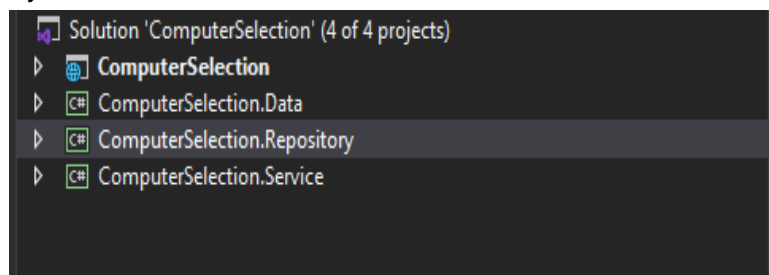 Solution 'ComputerSelection' (4 of 4 projects)
ComputerSelection
C# ComputerSelection.Data
C# ComputerSelection.Repository
C# ComputerSelection.Service